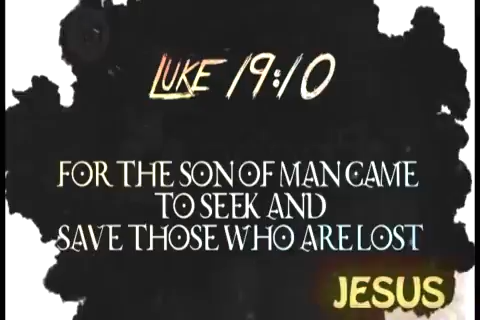 LUKE 19:10
FOR THE SON OF MAN CAME
TO SEEK AND
SAVE THOSE WHO ARE LOST
JESUS